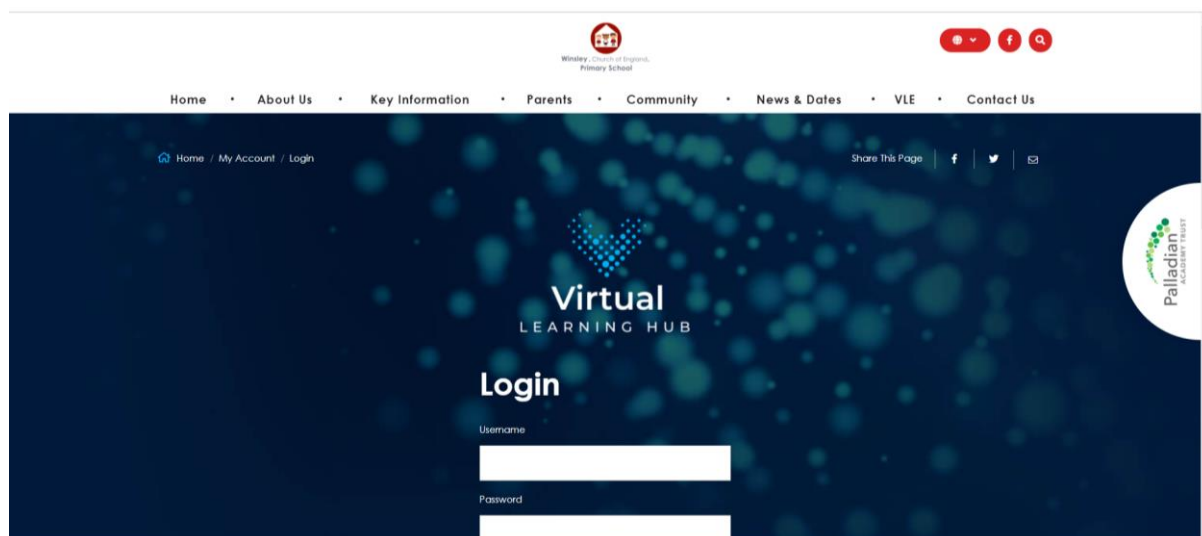 Winsley, Church of England,
Primary School
Home • About Us • Key Information • Parents • Community • News & Dates • VLE • Contact Us
Home / My Account / Login
Share This Page
Palladian
ACADEMY TRUST
Virtual
LEARNING HUB
Login
Username
Password